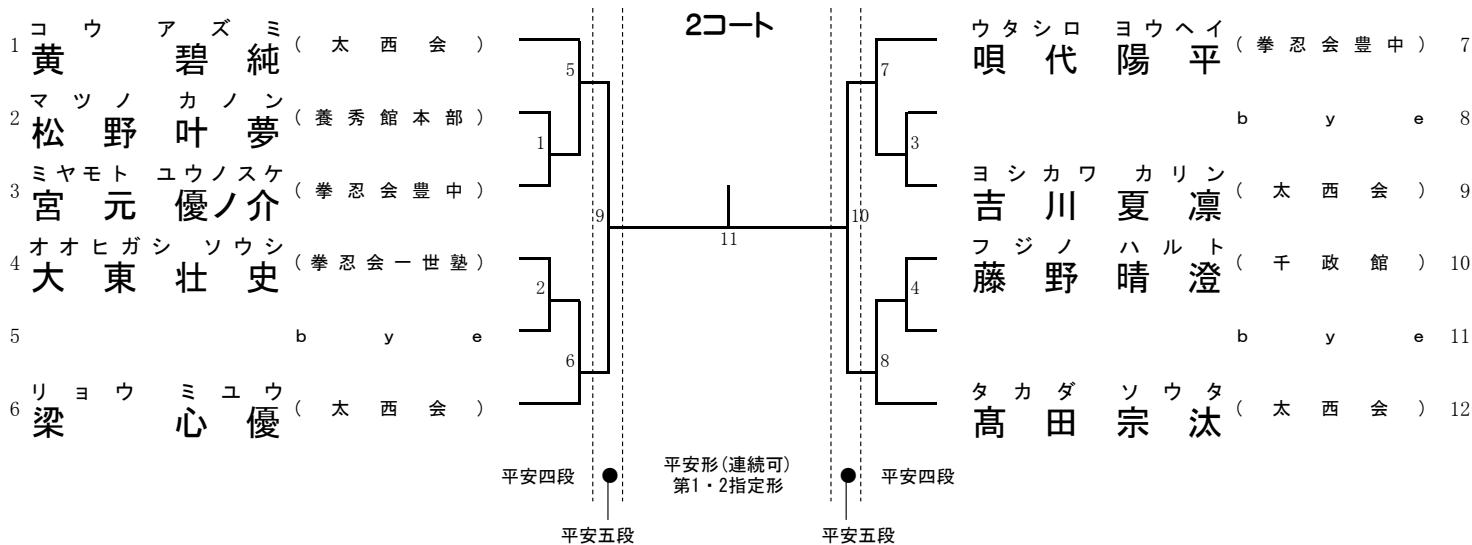 2コート
コウ アズミ
1 黄 碧純 (太西会)
マツノ カノン
2 松野叶夢 (養秀館本部)
ミヤモト ユウノスケ
3 宮元優ノ介 (拳忍会豊中)
オオヒガシ ソウシ
4 大東壮史 (拳忍会一世塾)
5 bye
リョウ ミユウ
6 梁 心優 (太西会)
5
1
9
2
6
11
7
3
10
4
8
ウタシロ ヨウヘイ
唄代陽平 (拳忍会豊中) 7
bye 8
ヨシカワ カリン
吉川夏凛 (太西会) 9
フジノ ハルト
藤野晴澄 (千政館) 10
bye 11
タカダ ソウタ
髙田宗汰 (太西会) 12
平安四段
平安形(連続可)
第1・2指定形
平安四段
平安五段
平安五段